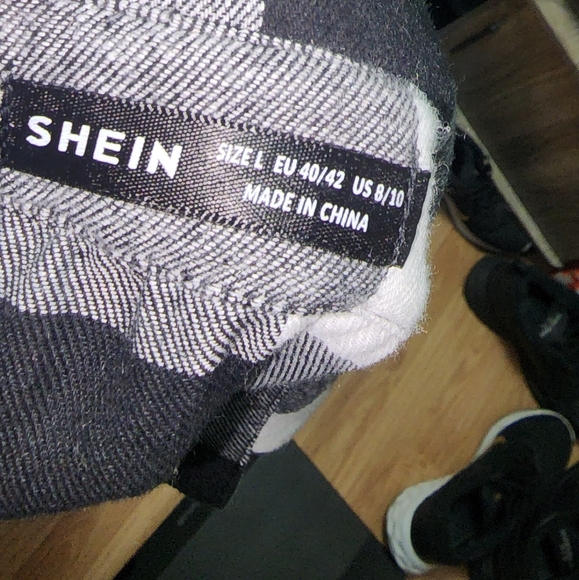 SHEIN
SIZE L EU 40/42 US 8/10
MADE IN CHINA